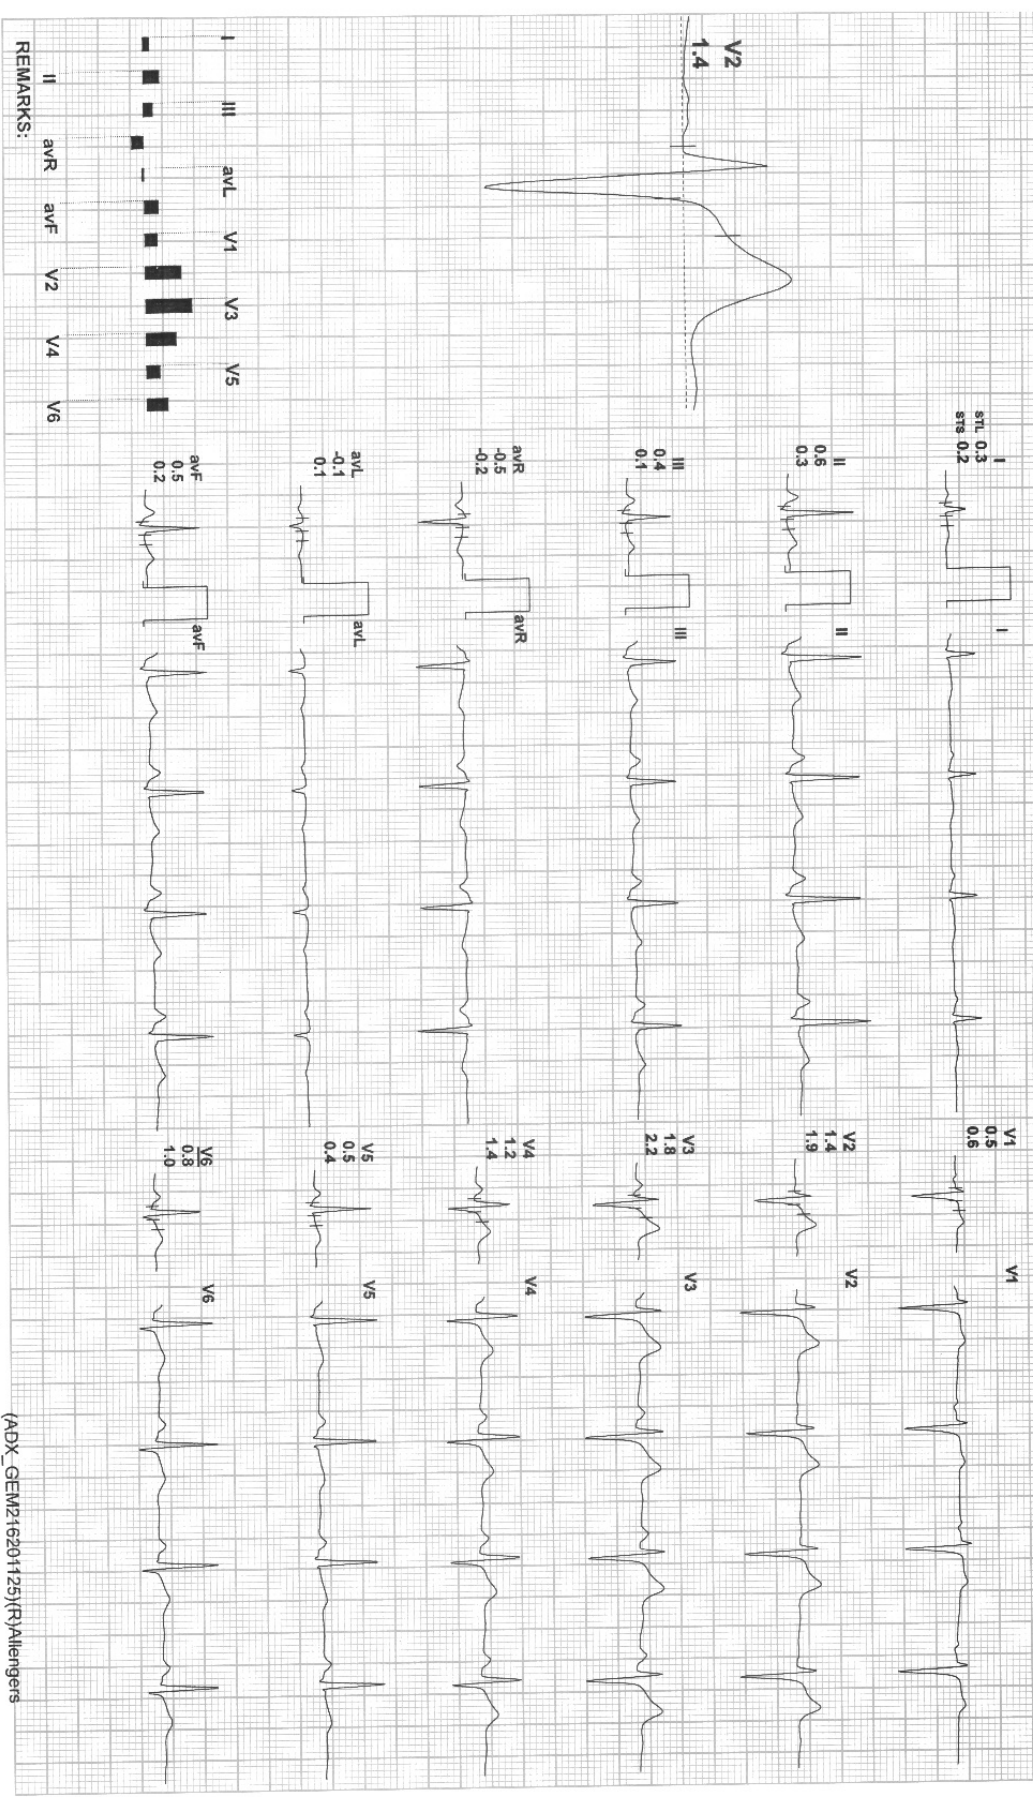 V2
1.4
I
STL 0.3
STS 0.2
II
0.6
0.3
III
0.4
0.1
avR
-0.5
-0.2
avL
-0.1
0.1
avF
0.5
0.2
I
II
III
avR
avL
avF
V1
0.5
0.6
V2
1.4
1.9
V3
1.8
2.2
V4
1.2
1.4
V5
0.5
0.4
V6
0.8
1.0
V1
V2
V3
V4
V5
V6
I III avL V1 V3 V5
II avR avF V2 V4 V6
REMARKS:
(ADX_GEM216201125)(R)Allengers